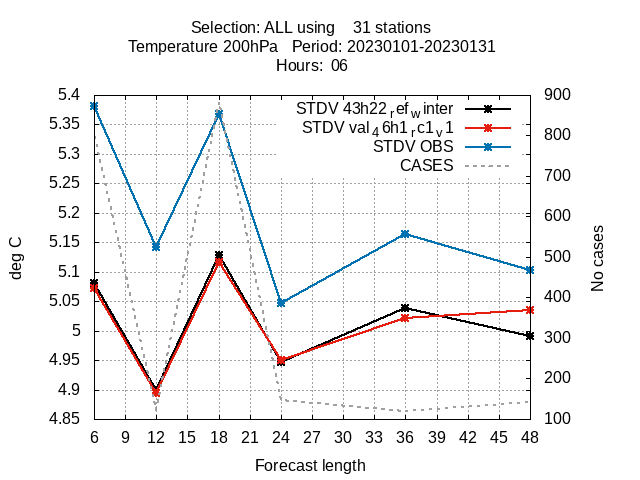 Selection: ALL using    31 stations
Temperature 200hPa   Period: 20230101-20230131
Hours:  06
STDV 43h22refwinter
STDV val46h1rc1v1
STDV OBS
CASES
5.4
5.35
5.3
5.25
5.2
5.15
5.1
5.05
5
4.95
4.9
4.85
deg C
900
800
700
600
500
400
300
200
100
No cases
6 9 12 15 18 21 24 27 30 33 36 39 42 45 48
Forecast length